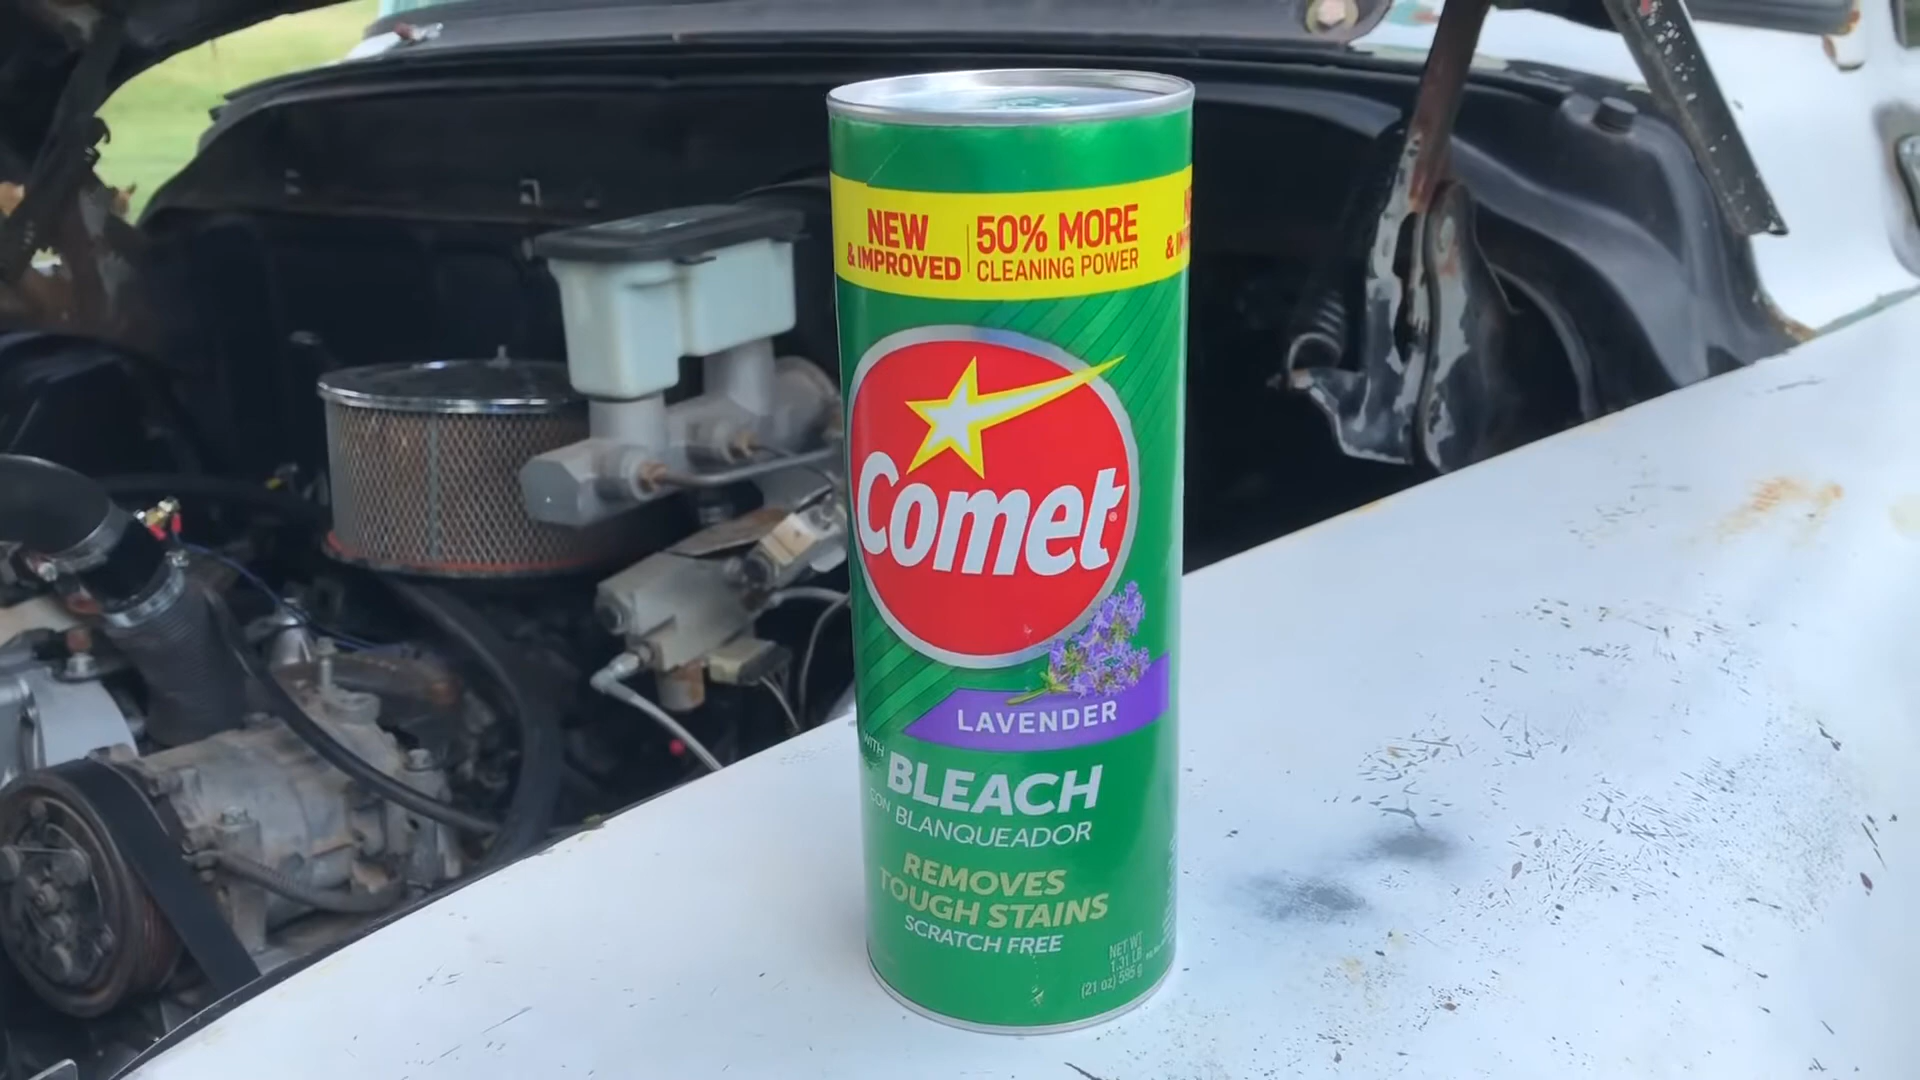 NEW
& IMPROVED
50% MORE
CLEANING POWER
Comet
LAVENDER
WITH
BLEACH
CON BLANQUEADOR
REMOVES
TOUGH STAINS
SCRATCH FREE
NET WT
1.31 LB
(21 oz) 595 g